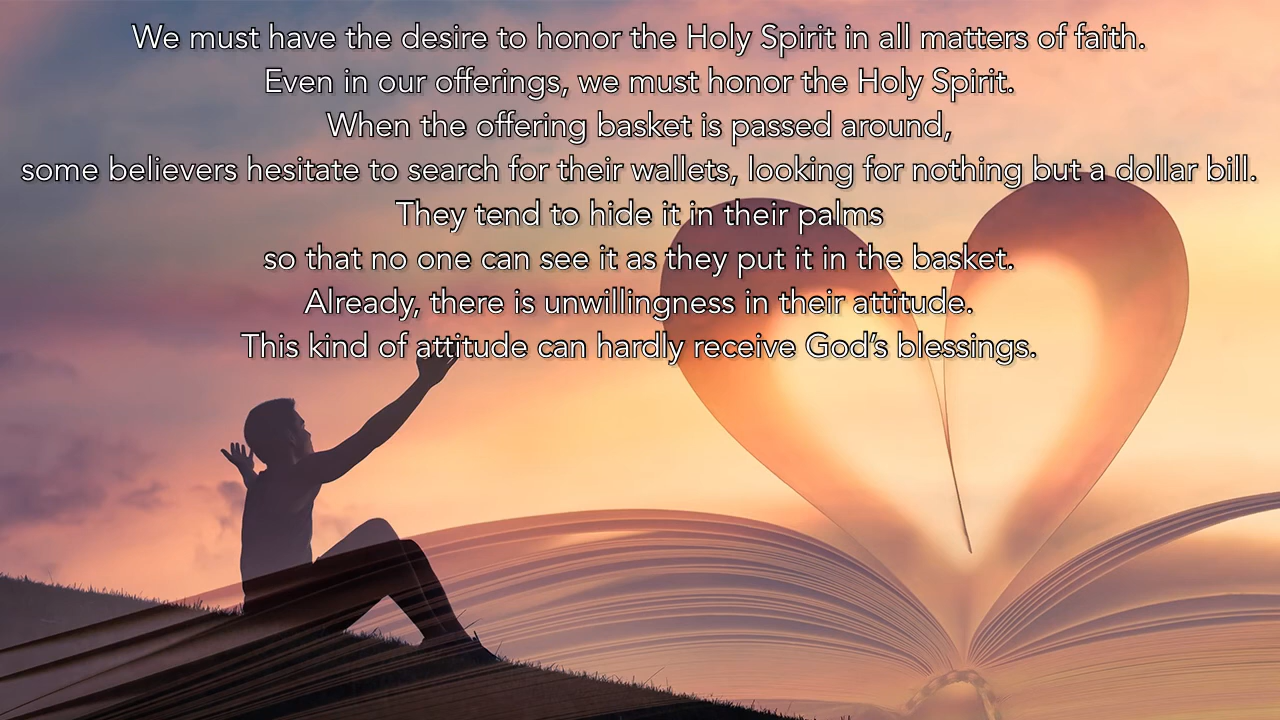 We must have the desire to honor the Holy Spirit in all matters of faith.
Even in our offerings, we must honor the Holy Spirit.
When the offering basket is passed around,
some believers hesitate to search for their wallets, looking for nothing but a dollar bill.
They tend to hide it in their palms
so that no one can see it as they put it in the basket.
Already, there is unwillingness in their attitude.
This kind of attitude can hardly receive God’s blessings.